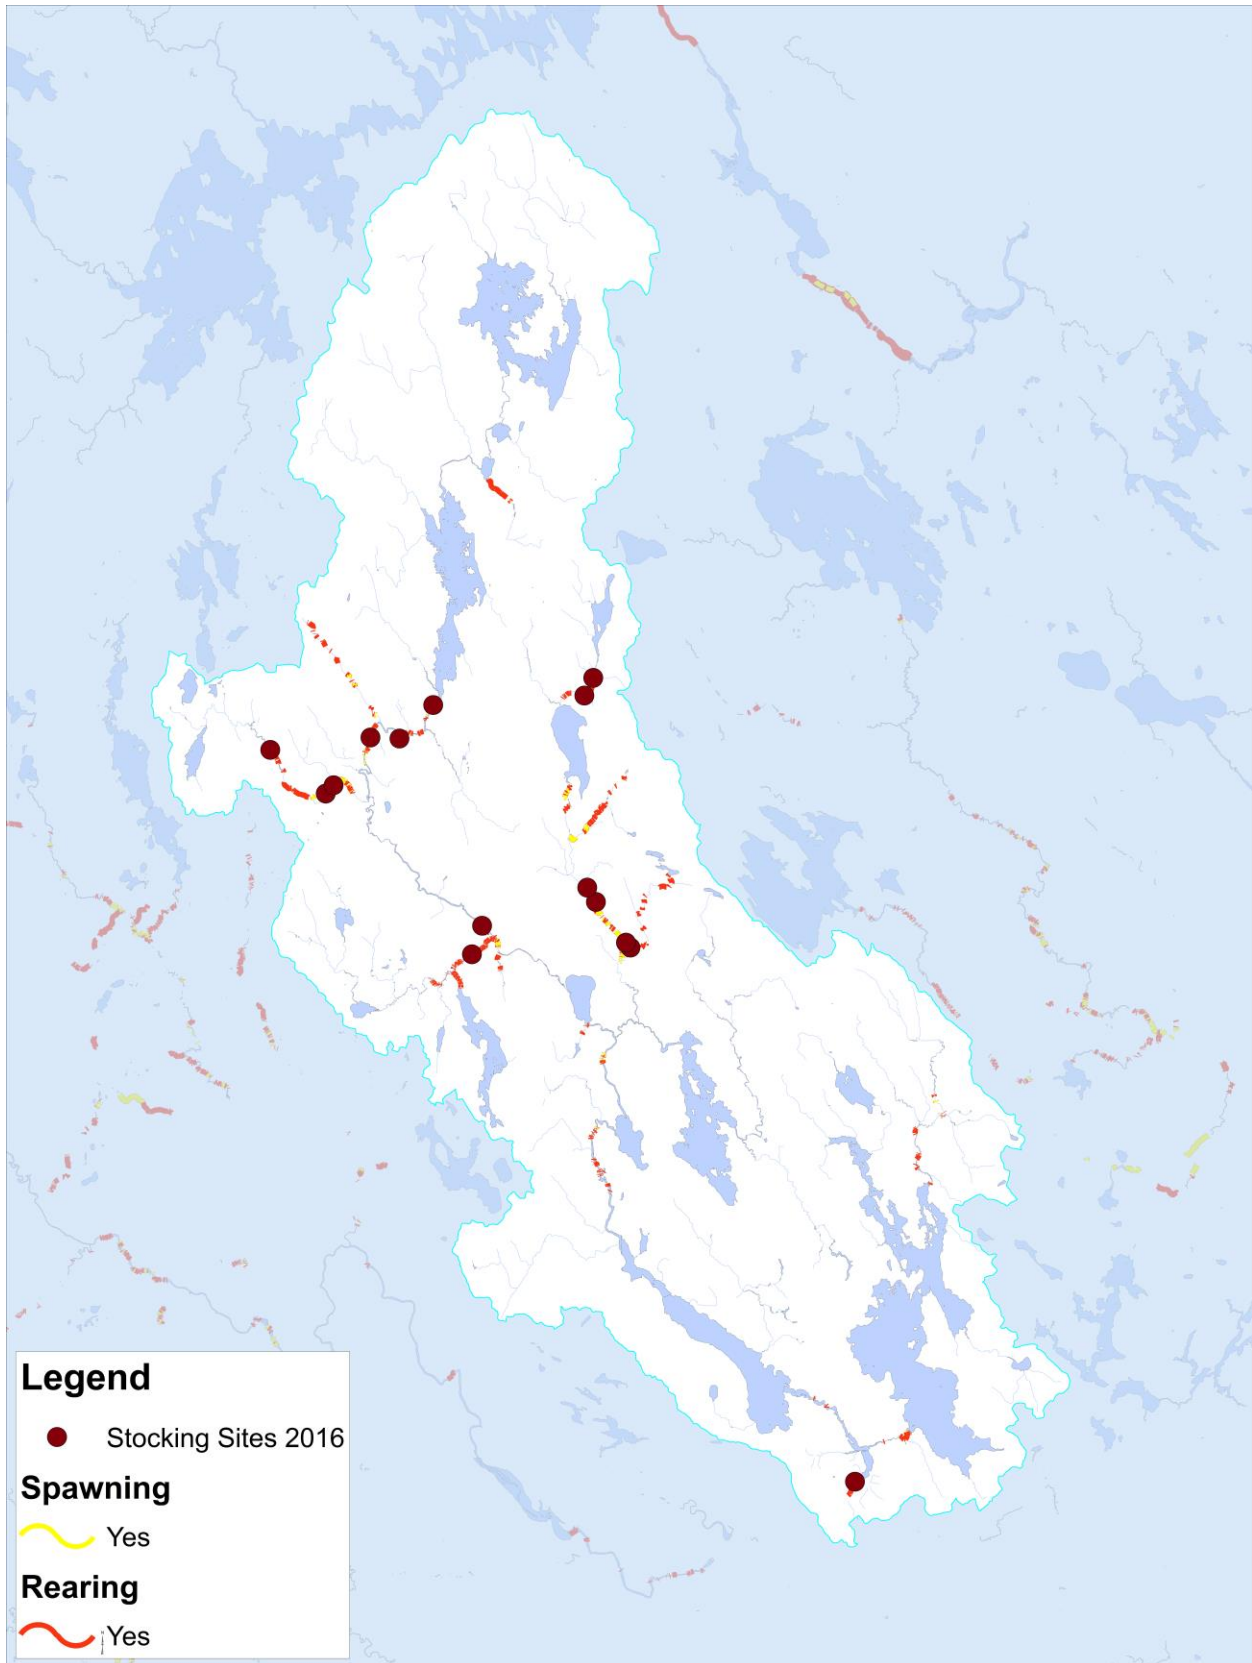 Legend
Stocking Sites 2016
Spawning
Yes
Rearing
Yes